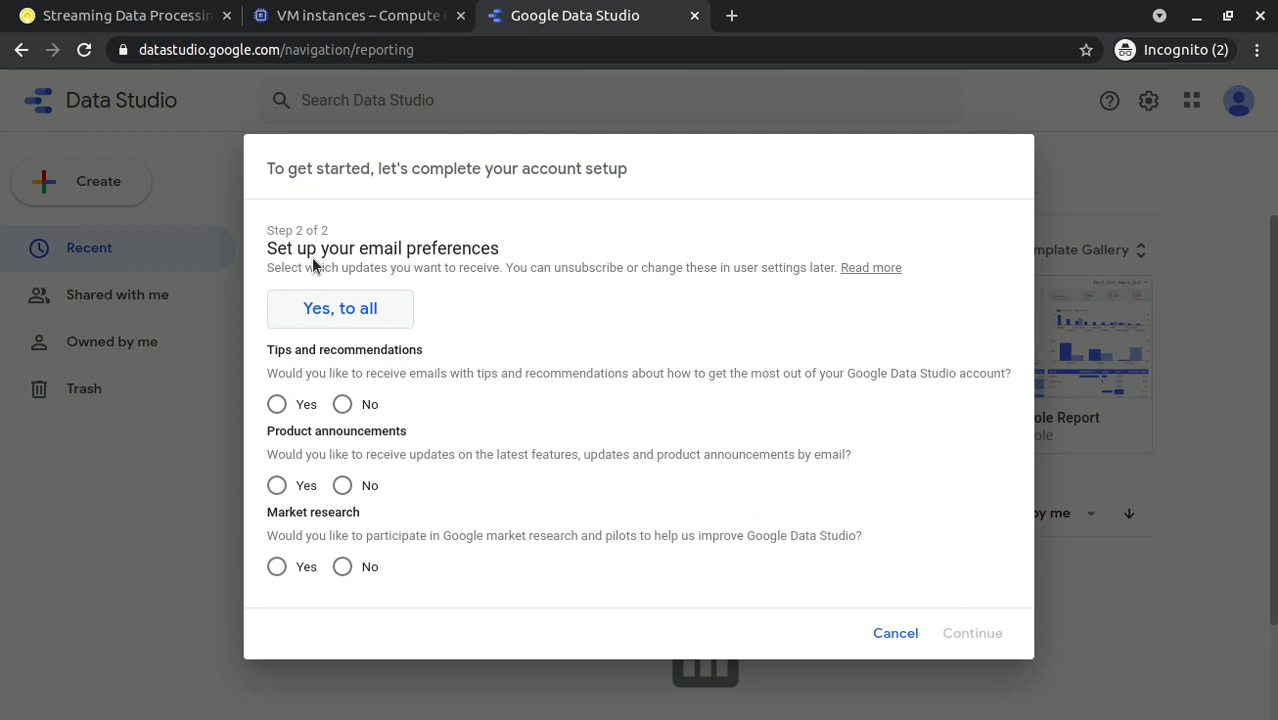 Streaming Data Processin
VM instances – Compute E
Google Data Studio
datastudio.google.com/navigation/reporting
Incognito (2)
Data Studio
Search Data Studio
Create
Recent
Shared with me
Owned by me
Trash
To get started, let's complete your account setup
Step 2 of 2
Set up your email preferences
Select which updates you want to receive. You can unsubscribe or change these in user settings later. Read more
Yes, to all
Tips and recommendations
Would you like to receive emails with tips and recommendations about how to get the most out of your Google Data Studio account?
Yes No
Product announcements
Would you like to receive updates on the latest features, updates and product announcements by email?
Yes No
Market research
Would you like to participate in Google market research and pilots to help us improve Google Data Studio?
Yes No
Cancel Continue
mplate Gallery
ole Report
ole
by me